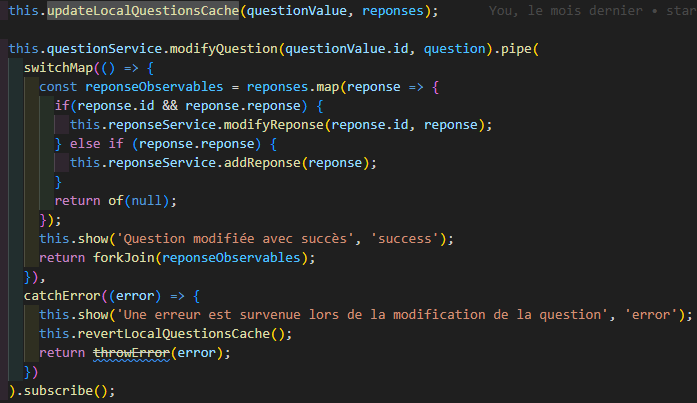 this.updateLocalQuestionsCache(questionValue, reponses);      You, le mois dernier • star

this.questionService.modifyQuestion(questionValue.id, question).pipe(
  switchMap(() => {
    const reponseObservables = reponses.map(reponse => {
      if(reponse.id && reponse.reponse) {
        this.reponseService.modifyReponse(reponse.id, reponse);
      } else if (reponse.reponse) {
        this.reponseService.addReponse(reponse);
      }
      return of(null);
    });
    this.show('Question modifiée avec succès', 'success');
    return forkJoin(reponseObservables);
  }),
  catchError((error) => {
    this.show('Une erreur est survenue lors de la modification de la question', 'error');
    this.revertLocalQuestionsCache();
    return throwError(error);
  })
).subscribe();